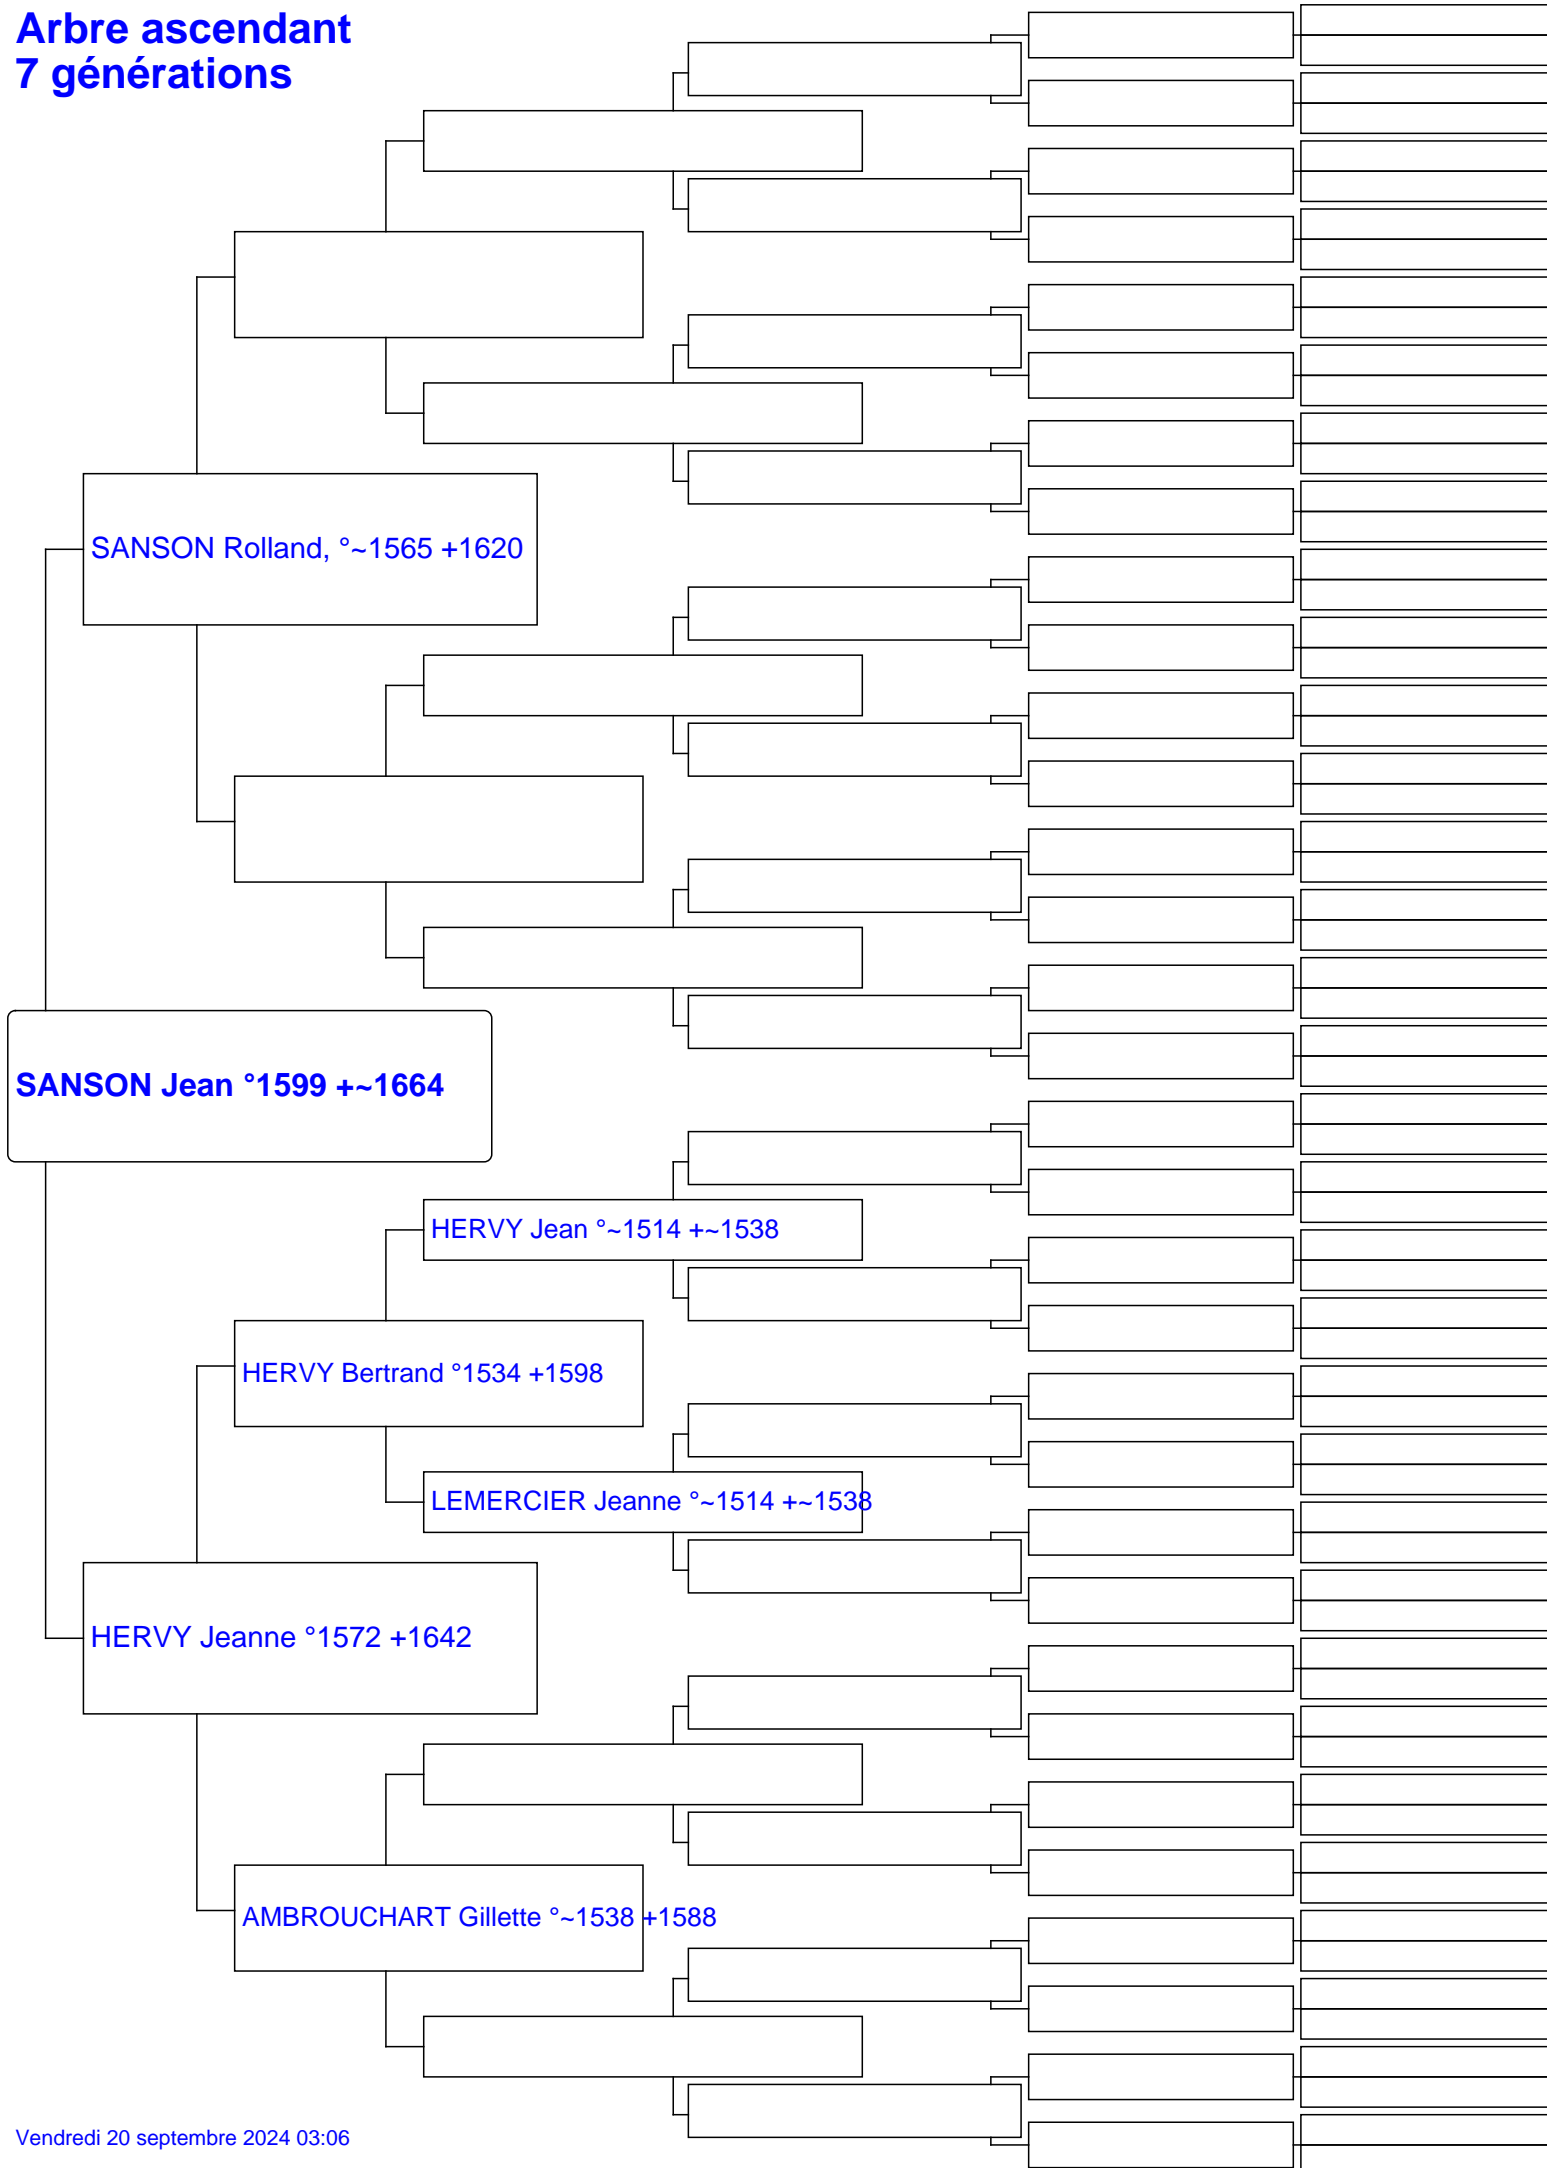 Arbre ascendant
7 générations
SANSON Rolland, °~1565 +1620
SANSON Jean °1599 +~1664
HERVY Jean °~1514 +~1538
HERVY Bertrand °1534 +1598
LEMERCIER Jeanne °~1514 +~1538
HERVY Jeanne °1572 +1642
AMBROUCHART Gillette °~1538 +1588
Vendredi 20 septembre 2024 03:06